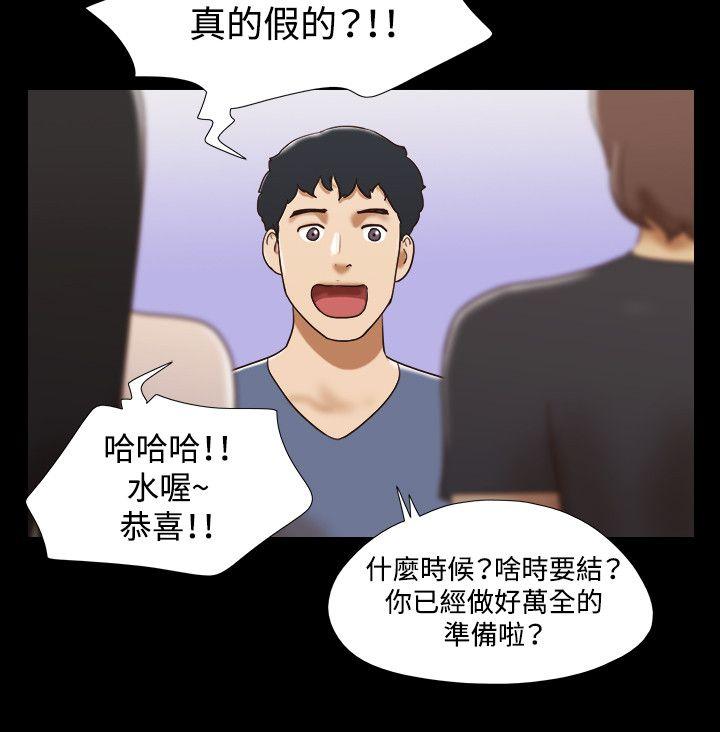 真的假的？！！
哈哈哈！！
水喔~
恭喜！！
什麼時候？啥時要結？
你已經做好萬全的
準備啦？